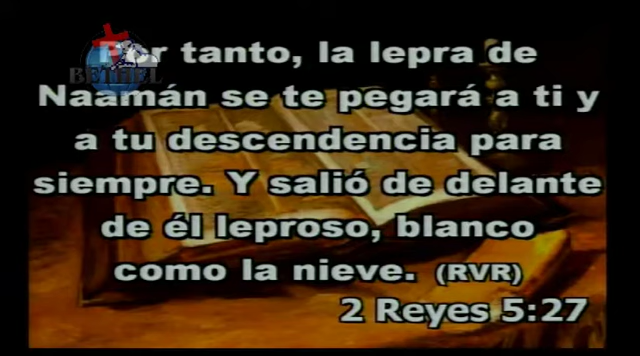 Por tanto, la lepra de
BETHEL
Naamán se te pegará a ti y
a tu descendencia para
siempre. Y salió de delante
de él leproso, blanco
como la nieve. (RVR)
2 Reyes 5:27